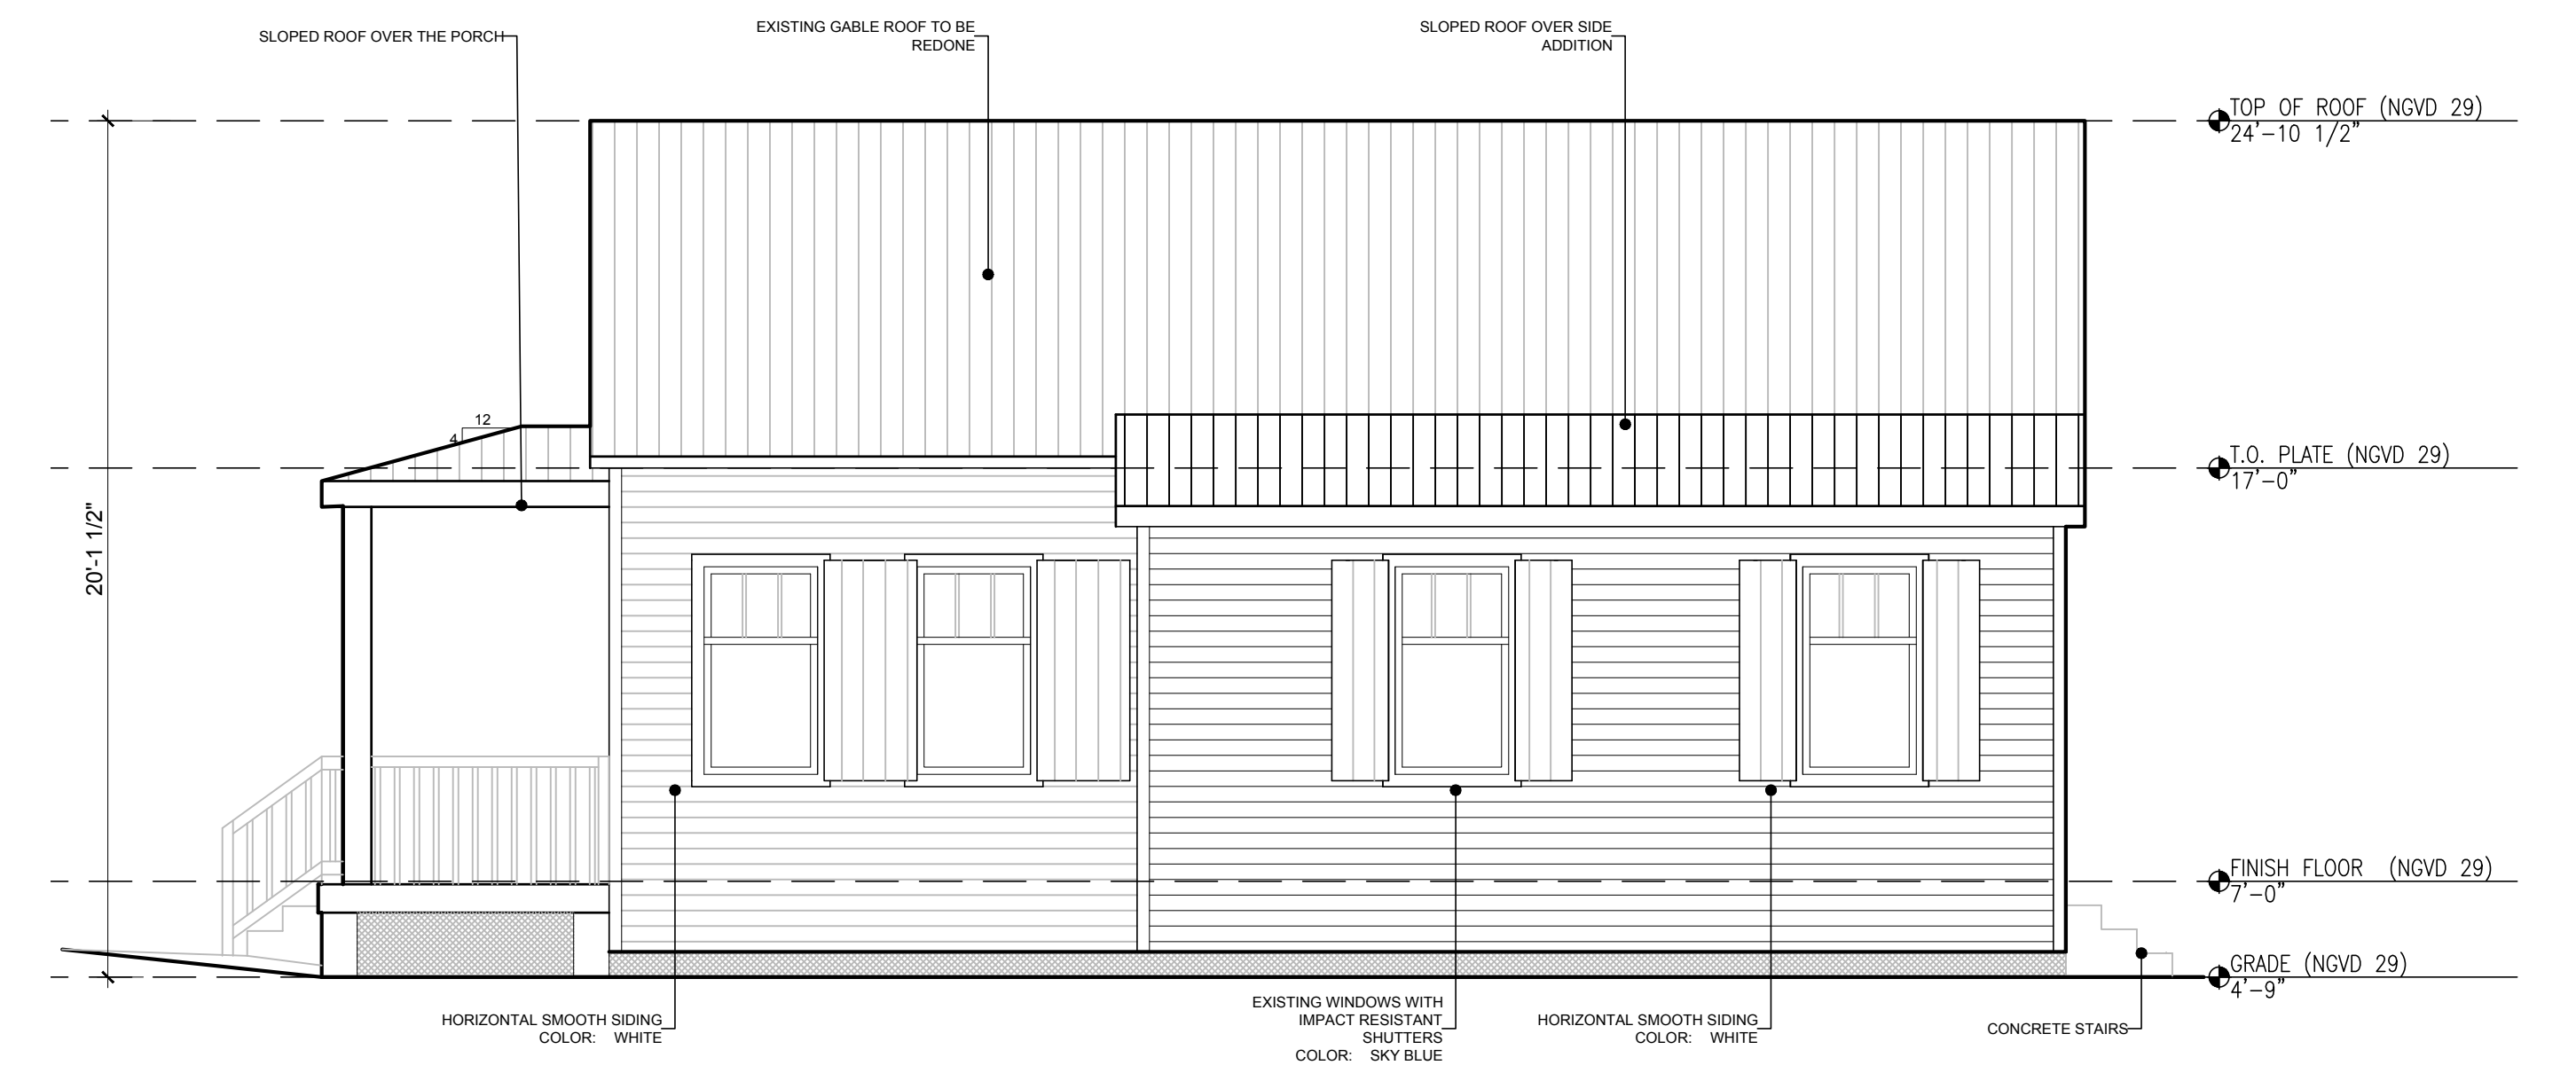 SLOPED ROOF OVER THE PORCH
EXISTING GABLE ROOF TO BE
REDONE
SLOPED ROOF OVER SIDE
ADDITION
TOP OF ROOF (NGVD 29)
24'-10 1/2"
12
4
T.O. PLATE (NGVD 29)
17'-0"
20'-1 1/2"
FINISH FLOOR (NGVD 29)
7'-0"
GRADE (NGVD 29)
4'-9"
HORIZONTAL SMOOTH SIDING
COLOR: WHITE
EXISTING WINDOWS WITH
IMPACT RESISTANT
SHUTTERS
COLOR: SKY BLUE
HORIZONTAL SMOOTH SIDING
COLOR: WHITE
CONCRETE STAIRS